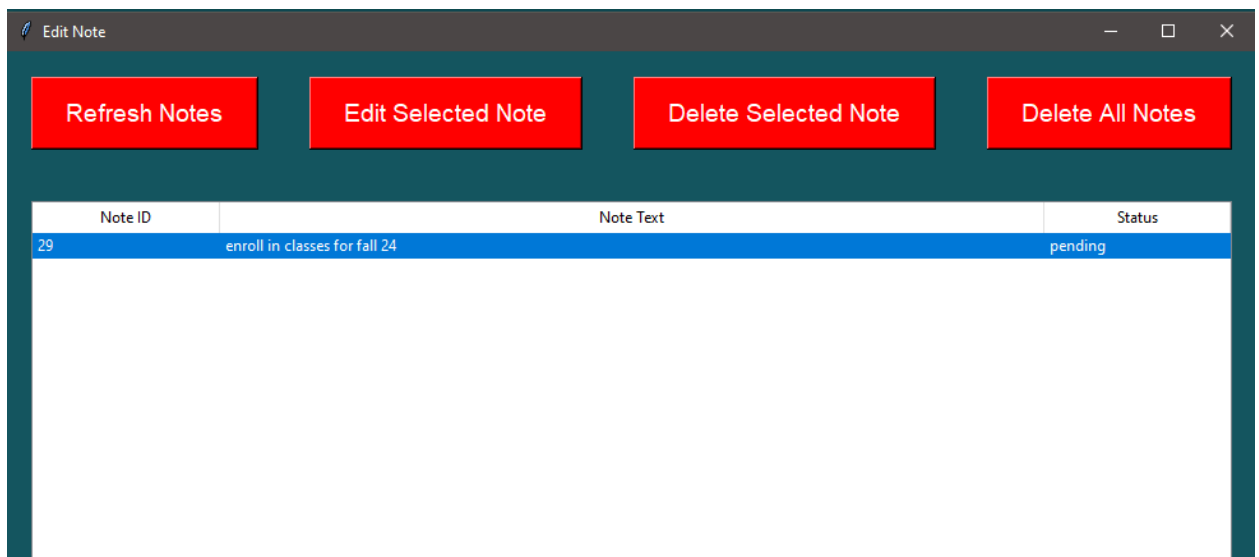 Edit Note
Refresh Notes Edit Selected Note Delete Selected Note Delete All Notes
Note ID Note Text Status
29 enroll in classes for fall 24 pending